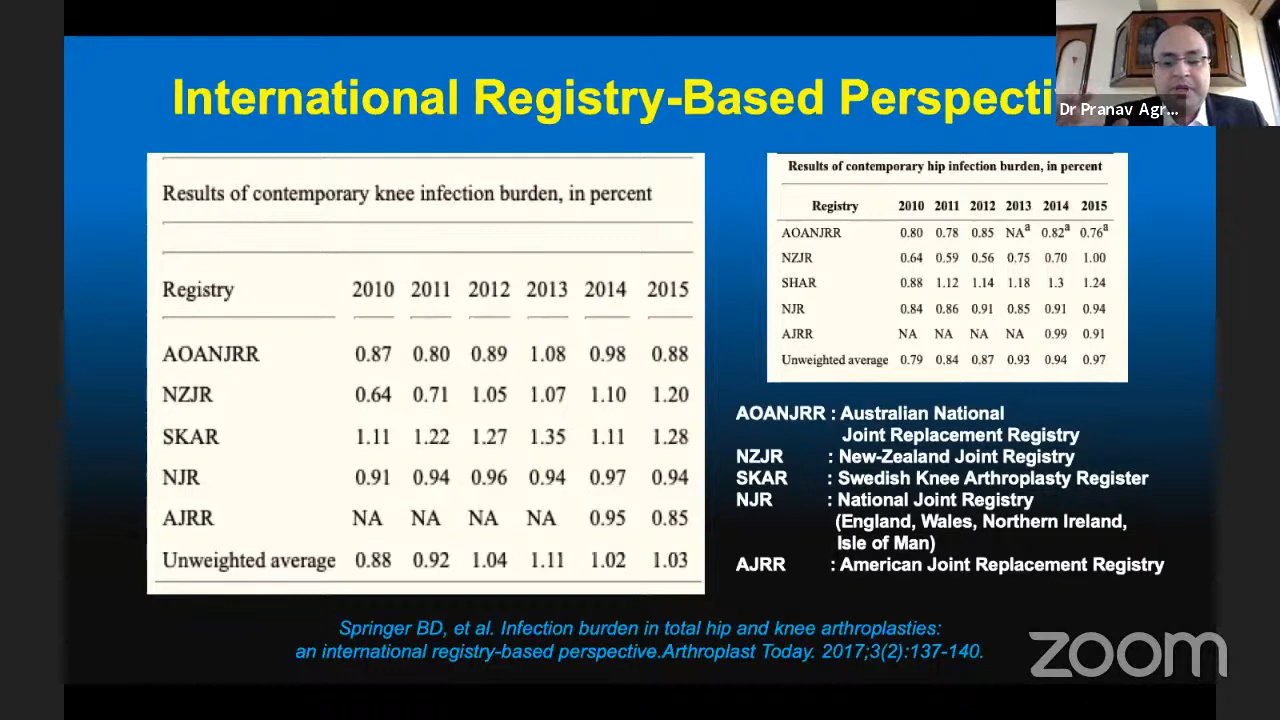 International Registry-Based Perspecti
Dr Pranav Agr...
Results of contemporary knee infection burden, in percent
Registry 2010 2011 2012 2013 2014 2015
AOANJRR 0.87 0.80 0.89 1.08 0.98 0.88
NZJR 0.64 0.71 1.05 1.07 1.10 1.20
SKAR 1.11 1.22 1.27 1.35 1.11 1.28
NJR 0.91 0.94 0.96 0.94 0.97 0.94
AJRR NA NA NA NA 0.95 0.85
Unweighted average 0.88 0.92 1.04 1.11 1.02 1.03
Results of contemporary hip infection burden, in percent
Registry 2010 2011 2012 2013 2014 2015
AOANJRR 0.80 0.78 0.85 NAa 0.82a 0.76a
NZJR 0.64 0.59 0.56 0.75 0.70 1.00
SHAR 0.88 1.12 1.14 1.18 1.3 1.24
NJR 0.84 0.86 0.91 0.85 0.91 0.94
AJRR NA NA NA NA 0.99 0.91
Unweighted average 0.79 0.84 0.87 0.93 0.94 0.97
AOANJRR : Australian National
Joint Replacement Registry
NZJR : New-Zealand Joint Registry
SKAR : Swedish Knee Arthroplasty Register
NJR : National Joint Registry
(England, Wales, Northern Ireland,
Isle of Man)
AJRR : American Joint Replacement Registry
Springer BD, et al. Infection burden in total hip and knee arthroplasties:
an international registry-based perspective.Arthroplast Today. 2017;3(2):137-140.
zoom